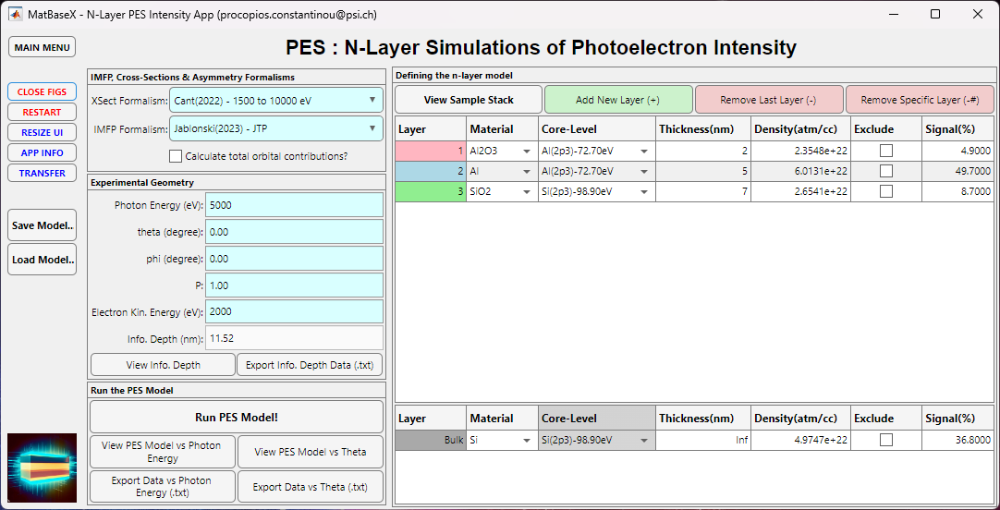 MatBaseX - N-Layer PES Intensity App (procopios.constantinou@psi.ch)
MAIN MENU
PES : N-Layer Simulations of Photoelectron Intensity
CLOSE FIGS
RESTART
RESIZE UI
APP INFO
TRANSFER
Save Model..
Load Model..
IMFP, Cross-Sections & Asymmetry Formalisms
XSect Formalism: Cant(2022) - 1500 to 10000 eV
IMFP Formalism: Jablonski(2023) - JTP
Calculate total orbital contributions?
Experimental Geometry
Photon Energy (eV): 5000
theta (degree): 0.00
phi (degree): 0.00
P: 1.00
Electron Kin. Energy (eV): 2000
Info. Depth (nm): 11.52
View Info. Depth Export Info. Depth Data (.txt)
Run the PES Model
Run PES Model!
View PES Model vs Photon
Energy
View PES Model vs Theta
Export Data vs Photon
Energy (.txt)
Export Data vs Theta (.txt)
Defining the n-layer model
View Sample Stack Add New Layer (+) Remove Last Layer (-) Remove Specific Layer (-#)
Layer Material Core-Level Thickness(nm) Density(atm/cc) Exclude Signal(%)
1 Al2O3 Al(2p3)-72.70eV 2 2.3548e+22 4.9000
2 Al Al(2p3)-72.70eV 5 6.0131e+22 49.7000
3 SiO2 Si(2p3)-98.90eV 7 2.6541e+22 8.7000
Layer Material Core-Level Thickness(nm) Density(atm/cc) Exclude Signal(%)
Bulk Si Si(2p3)-98.90eV Inf 4.9747e+22 36.8000